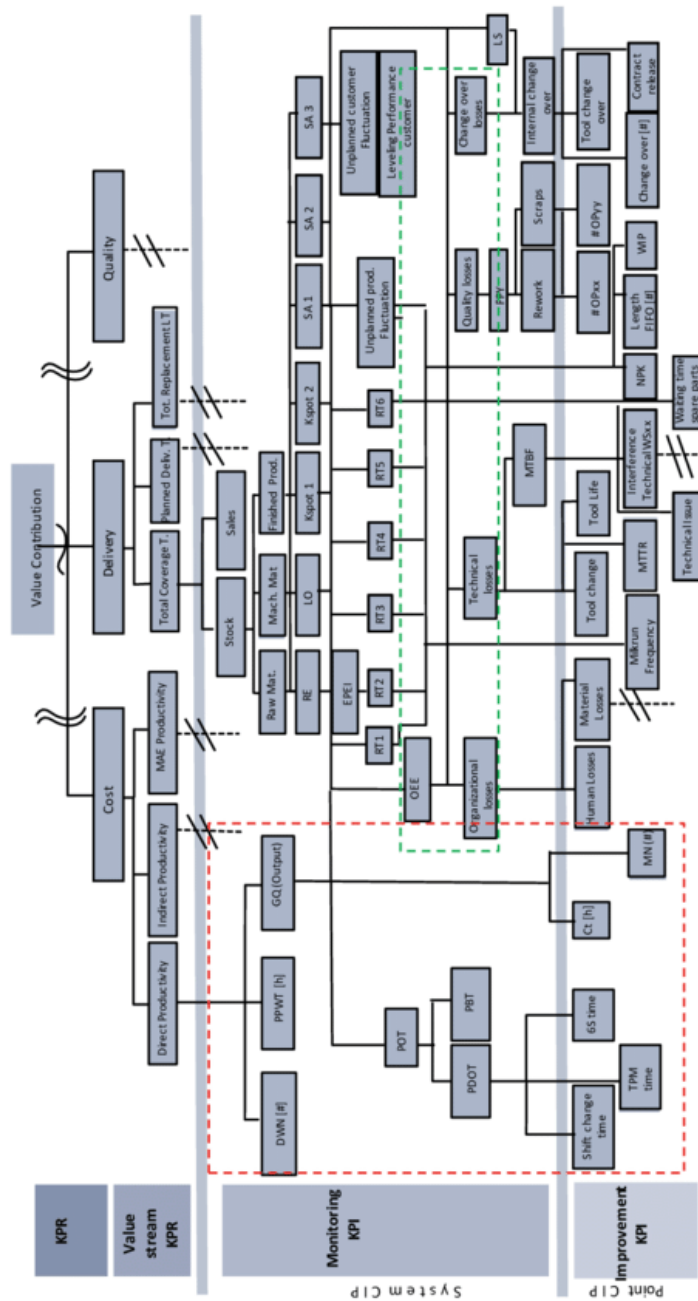 Value Contribution
KPR
Cost
Delivery
Quality
Value
stream
KPR
Direct Productivity
Indirect Productivity
MAE Productivity
Total Coverage T.
Planned Deliv. T.
Tot. Replacement LT
Stock
Sales
Monitoring
KPI
System CIP
Raw Mat.
Mach. Mat
Finished Prod.
DWN [#]
PPWT [h]
GQ (Output)
RE
LO
Kspot 1
Kspot 2
SA 1
SA 2
SA 3
EPEI
Unplanned prod.
Fluctuation
Unplanned customer
Fluctuation
Leveling Performance
customer
RT1
RT2
RT3
RT4
RT5
RT6
POT
OEE
PDOT
PBT
Organizational
losses
Technical losses
Quality losses
Change over
losses
LS
FPY
MTBF
Rework
Scraps
Internal change
over
Improvement
KPI
Point CIP
Shift change
time
6S time
Ct [h]
Human Losses
Material
Losses
Tool change
Tool Life
#OPxx
#OPyy
Tool change
over
TPM
time
MN (#)
Milkrun
Frequency
MTTR
Interference
Technical WSxx
NPK
Length
FIFO [#]
WIP
Change over [#]
Contract
release
Technical Issue
Waiting time
spare parts